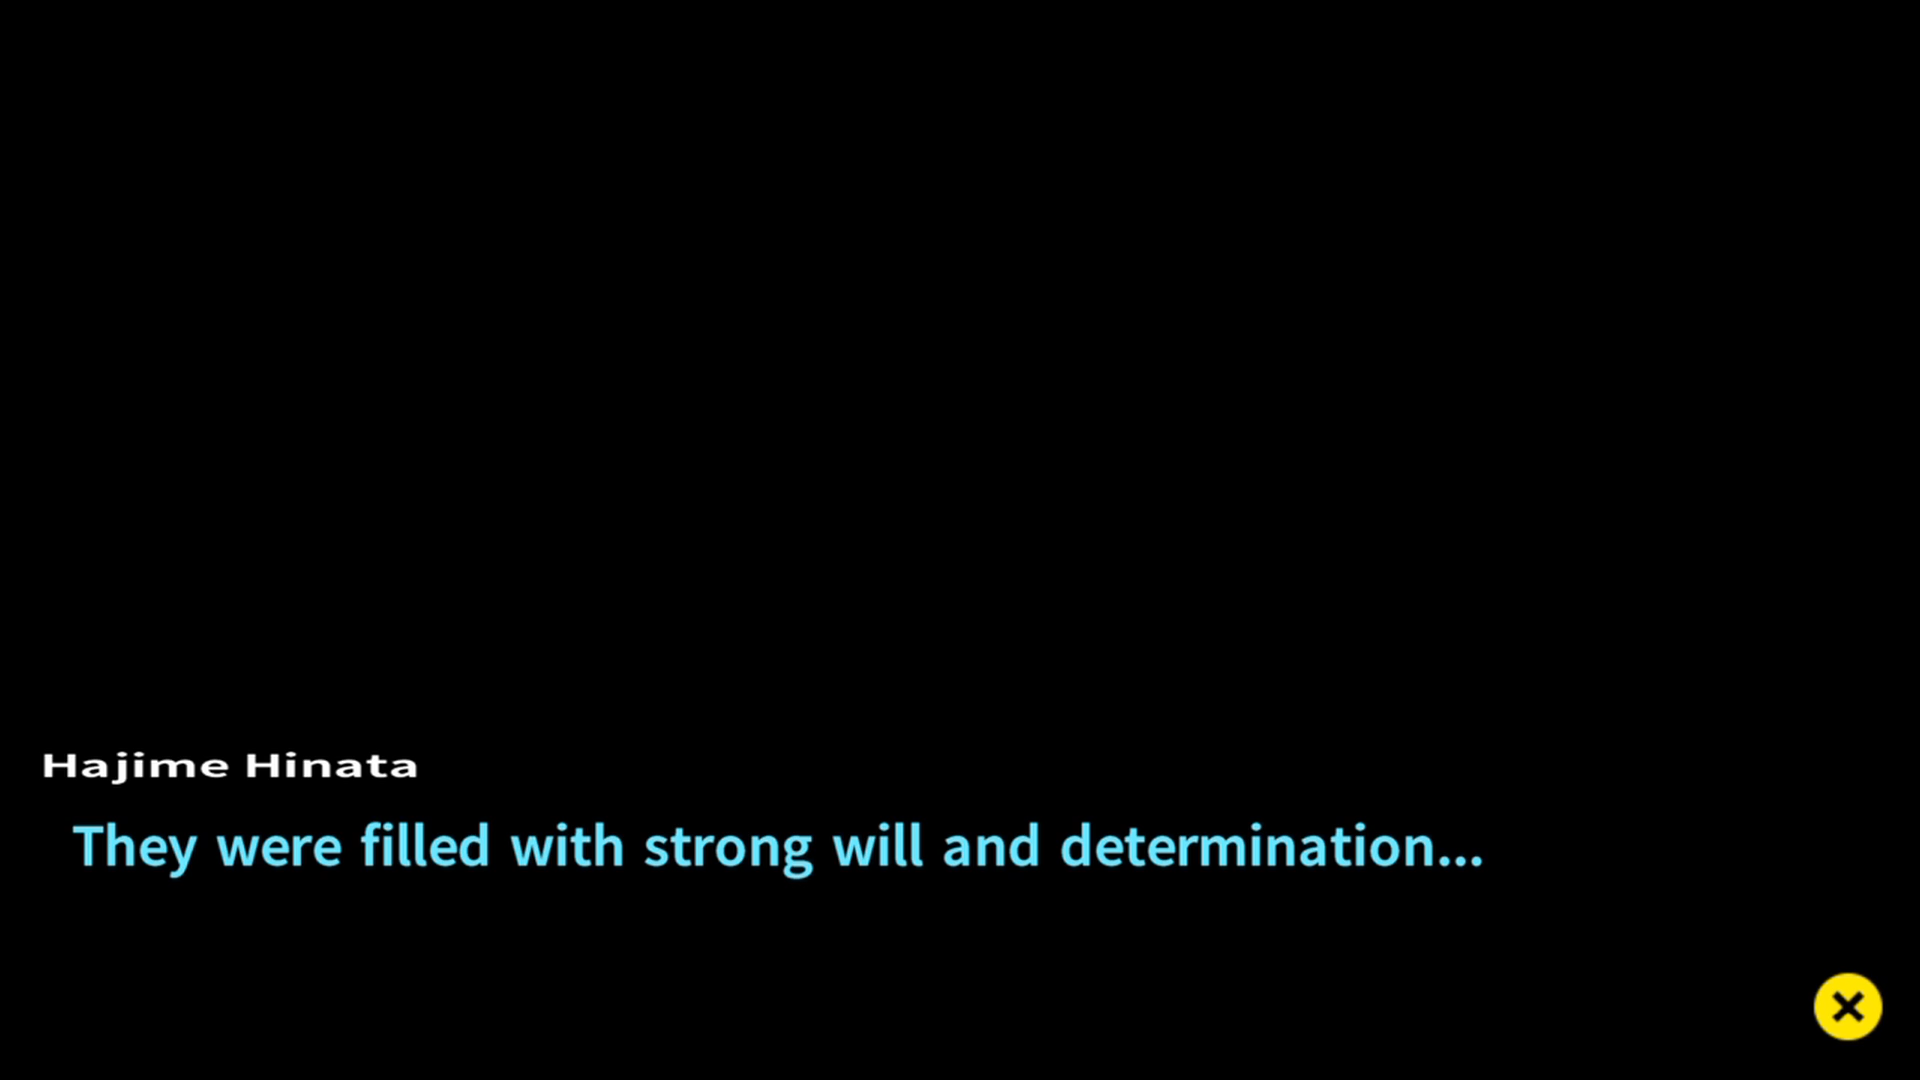 Hajime Hinata
They were filled with strong will and determination...